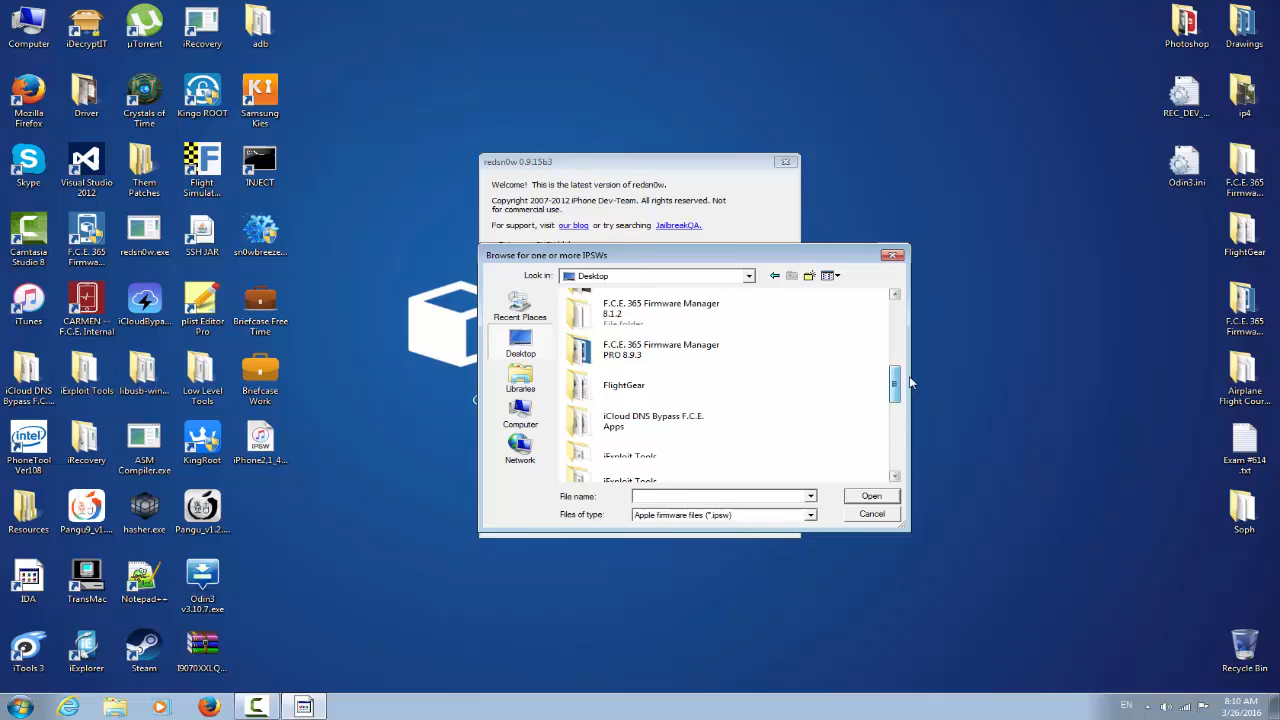 Computer
iDecryptIT
µTorrent
iRecovery
adb
Photoshop
Drawings
Mozilla
Firefox
Driver
Crystals of
Time
Kingo ROOT
Samsung
Kies
REC_DEV_...
ip4
Skype
Visual Studio
2012
Them
Patches
Flight
Simulat...
INJECT
Odin3.ini
F.C.E. 365
Firmwa...
Camtasia
Studio 8
F.C.E. 365
Firmwa...
redsn0w.exe
SSH JAR
sn0wbreez...
FlightGear
iTunes
CARMEN --
F.C.E. Internal
iCloudBypa...
plist Editor
Pro
Briefcase Free
Time
F.C.E. 365
Firmwa...
iCloud DNS
Bypass F.C....
iExploit Tools
libusb-win...
Low Level
Tools
Briefcase
Work
Airplane
Flight Cour...
PhoneTool
Ver108
iRecovery
ASM
Compiler.exe
KingRoot
iPhone2,1_4...
Exam #614
.txt
Resources
Pangu9_v1....
hasher.exe
Pangu_v1.2....
Soph
IDA
TransMac
Notepad++
Odin3
v3.10.7.exe
iTools 3
iExplorer
Steam
I9070XXLQ...
Recycle Bin
redsn0w 0.9.15b3
Welcome! This is the latest version of redsn0w.
Copyright 2007-2012 iPhone Dev-Team. Not
for commercial use.
For support, visit our blog or try searching JailbreakQA.
Browse for one or more IPSWs
Look in:
Desktop
Recent Places
Desktop
Libraries
Computer
Network
F.C.E. 365 Firmware Manager
8.1.2
File folder
F.C.E. 365 Firmware Manager
PRO 8.9.3
FlightGear
iCloud DNS Bypass F.C.E.
Apps
iExploit Tools
iExploit Tools
File name:
Open
Files of type:
Apple firmware files (*.ipsw)
Cancel
EN
8:10 AM
3/26/2016